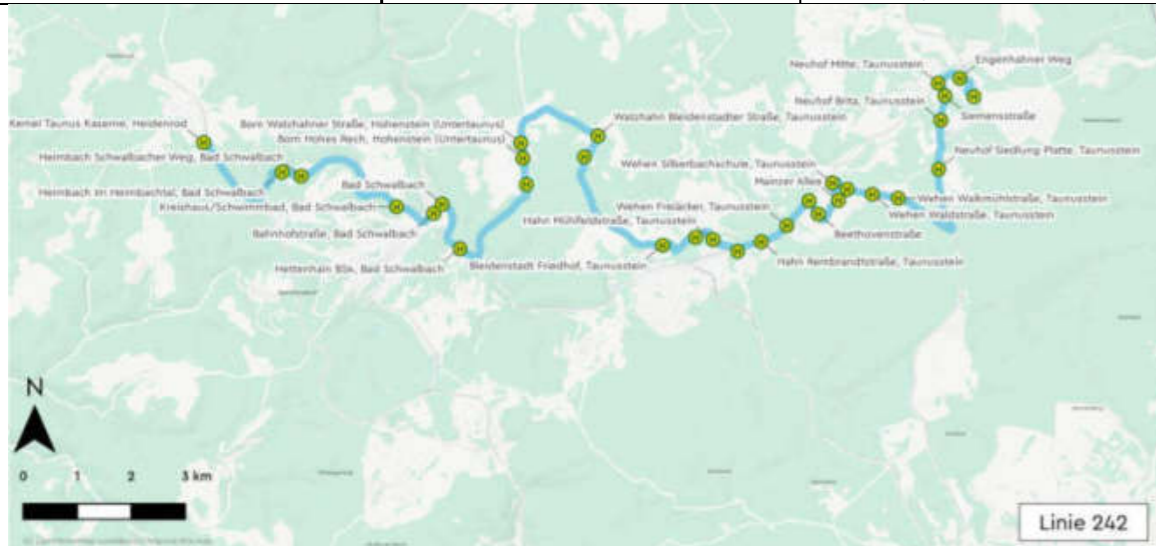 Neuhof Mitte, Taunusstein
Engenhahner Weg
Neuhof Britz, Taunusstein
Siemensstraße
Kemel Taunus Kaserne, Heidenrod
Born Watzhahner Straße, Hohenstein (Untertaunus)
Watzhahn Bleidenstadter Straße, Taunusstein
Born Hohes Rech, Hohenstein (Untertaunus)
Neuhof Siedlung Platte, Taunusstein
Heimbach Schwalbacher Weg, Bad Schwalbach
Wehen Silberbachschule, Taunusstein
Mainzer Allee
Bad Schwalbach
Heimbach Im Heimbachtal, Bad Schwalbach
Wehen Walkmühlstraße, Taunusstein
Kreishaus/Schwimmbad, Bad Schwalbach
Wehen Freiäcker, Taunusstein
Wehen Waldstraße, Taunusstein
Hahn Mühlfeldstraße, Taunusstein
Bahnhofstraße, Bad Schwalbach
Beethovenstraße
Bleidenstadt Friedhof, Taunusstein
Hahn Rembrandtstraße, Taunusstein
Hettenhain Bsk, Bad Schwalbach
N
0 1 2 3 km
Linie 242